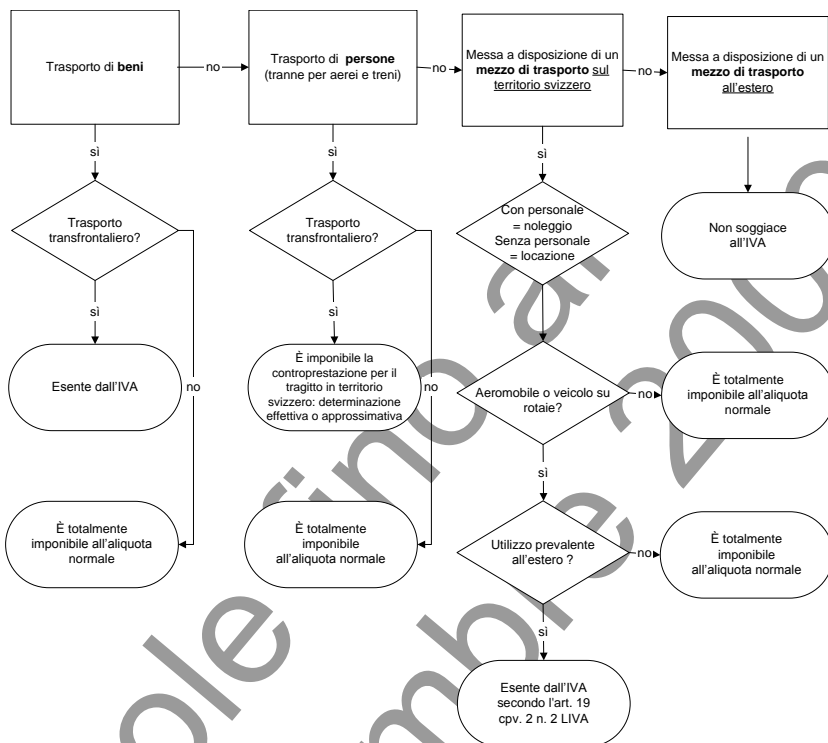 Trasporto di beni
no
Trasporto di persone
(tranne per aerei e treni)
no
Messa a disposizione di un
mezzo di trasporto sul
territorio svizzero
no
Messa a disposizione di un
mezzo di trasporto
all'estero
sì
sì
sì
Trasporto
transfrontaliero?
no
Trasporto
transfrontaliero?
no
Con personale
= noleggio
Senza personale
= locazione
Non soggiace
all'IVA
sì
sì
Esente dall'IVA
È imponibile la
controprestazione per il
tragitto in territorio
svizzero: determinazione
effettiva o approssimativa
Aeromobile o veicolo su
rotaie?
no
È totalmente
imponibile all'aliquota
normale
sì
È totalmente
imponibile all'aliquota
normale
È totalmente
imponibile
all'aliquota normale
Utilizzo prevalente
all'estero ?
no
È totalmente
imponibile
all'aliquota normale
sì
Esente dall'IVA
secondo l'art. 19
cpv. 2 n. 2 LIVA